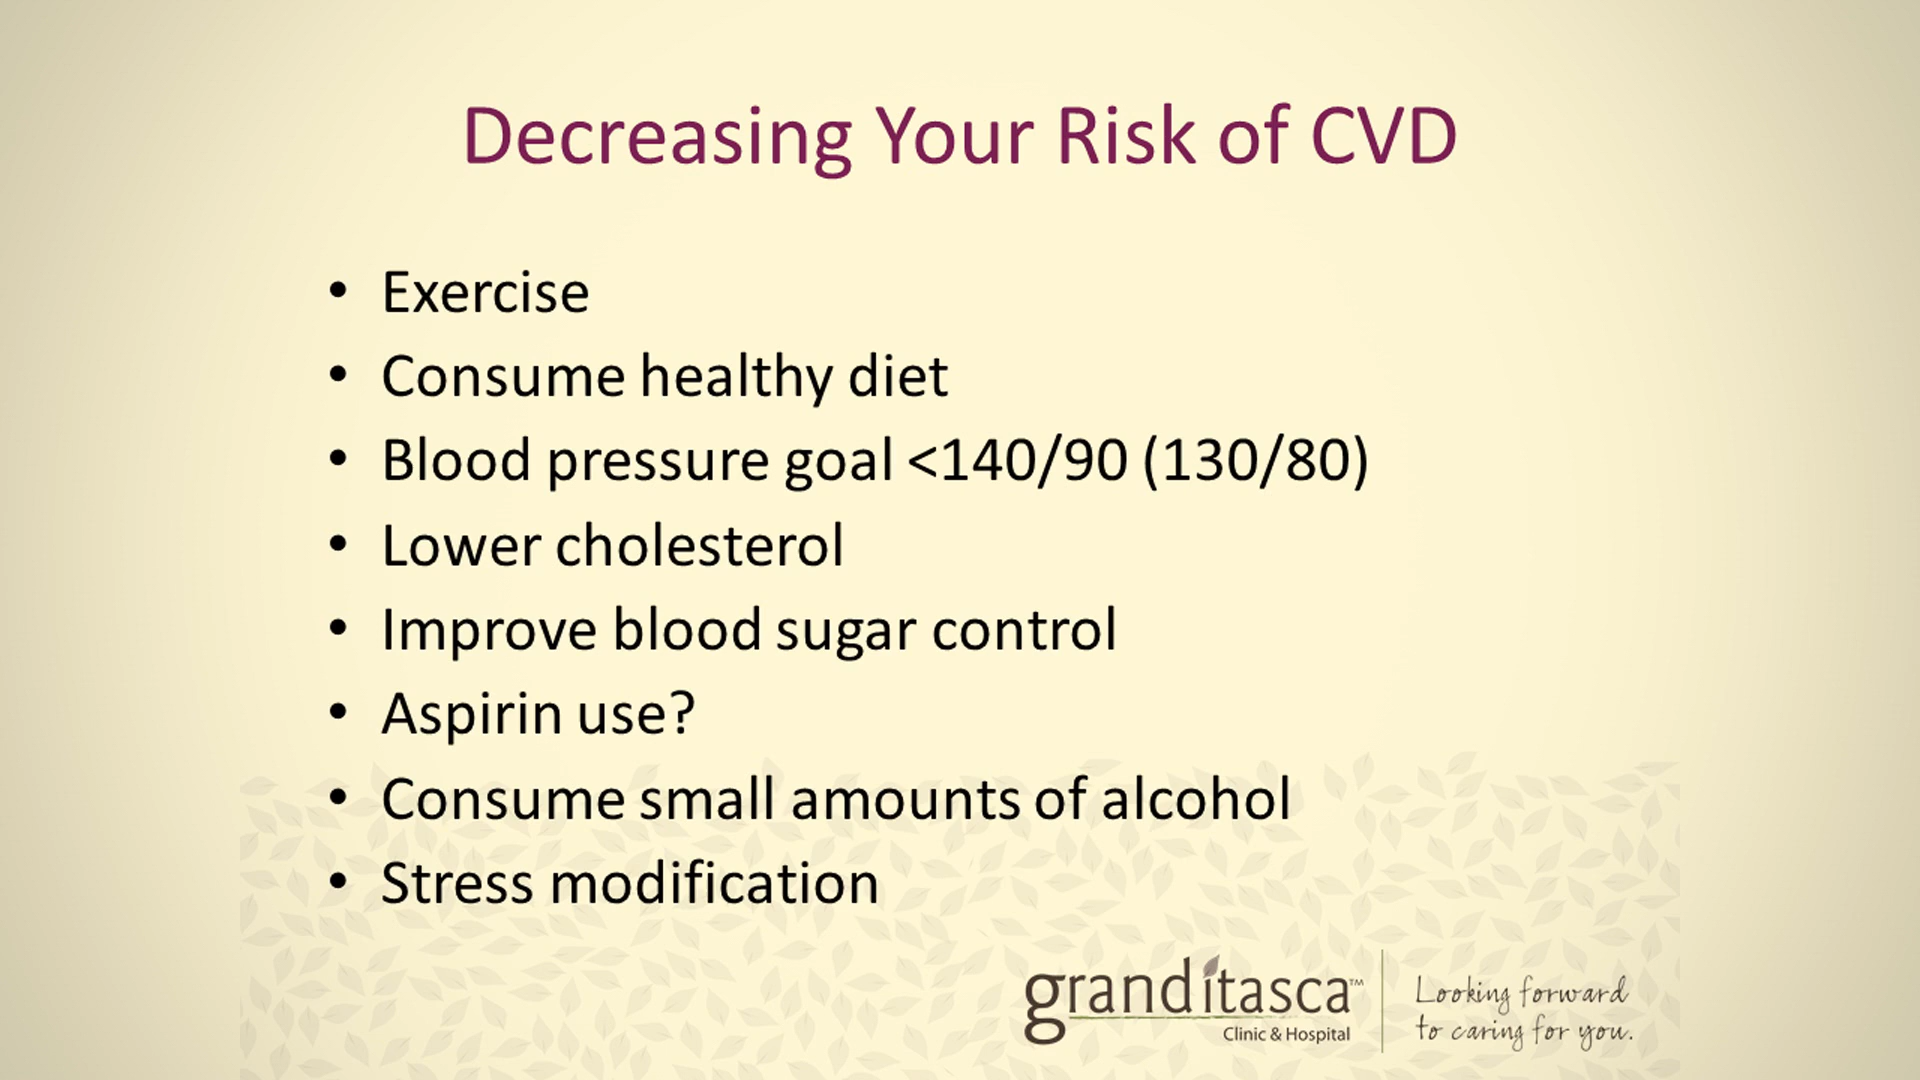 Decreasing Your Risk of CVD
• Exercise
• Consume healthy diet
• Blood pressure goal <140/90 (130/80)
• Lower cholesterol
• Improve blood sugar control
• Aspirin use?
• Consume small amounts of alcohol
• Stress modification
granditasca™
Clinic & Hospital
Looking forward
to caring for you.